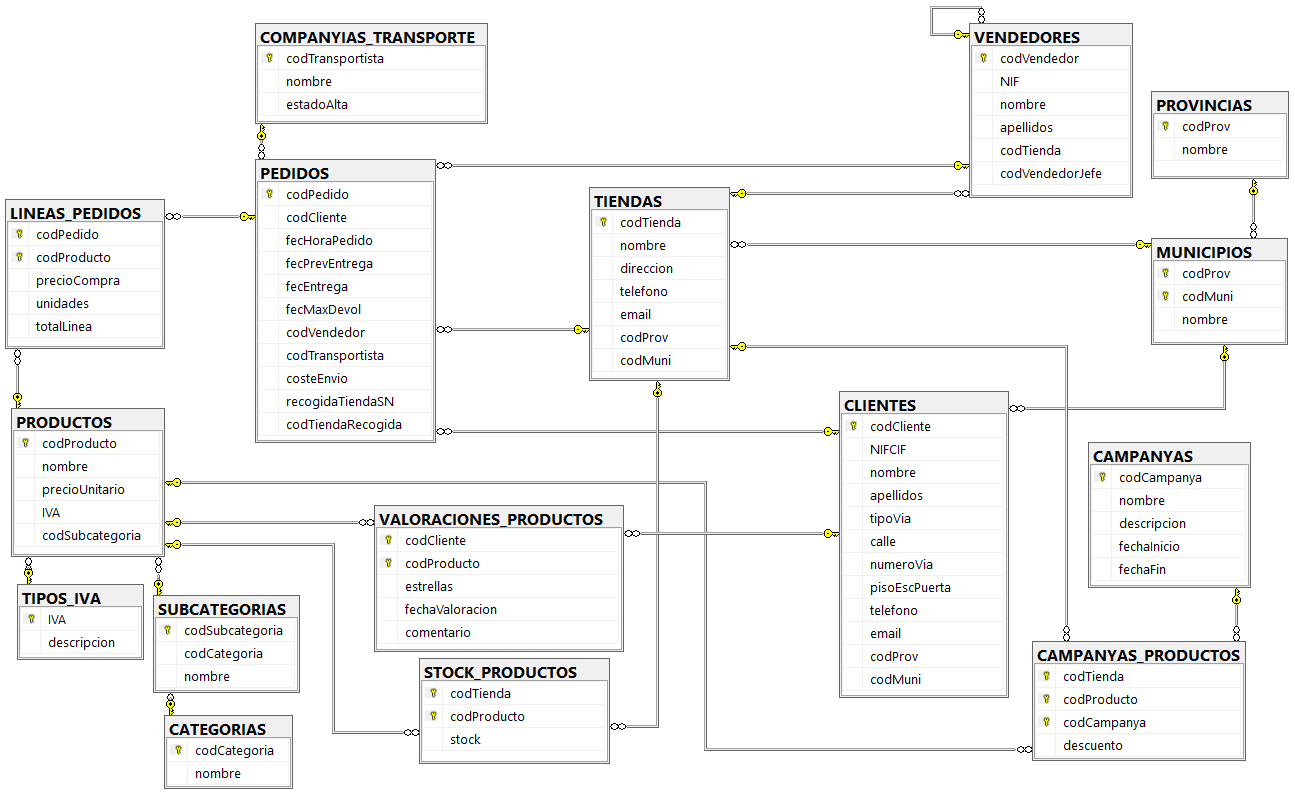 COMPANYIAS_TRANSPORTE
codTransportista
nombre
estadoAlta
VENDEDORES
codVendedor
NIF
nombre
apellidos
codTienda
codVendedorJefe
PROVINCIAS
codProv
nombre
PEDIDOS
codPedido
codCliente
fecHoraPedido
fecPrevEntrega
fecEntrega
fecMaxDevol
codVendedor
codTransportista
costeEnvio
recogidaTiendaSN
codTiendaRecogida
LINEAS_PEDIDOS
codPedido
codProducto
precioCompra
unidades
totalLinea
TIENDAS
codTienda
nombre
direccion
telefono
email
codProv
codMuni
MUNICIPIOS
codProv
codMuni
nombre
PRODUCTOS
codProducto
nombre
precioUnitario
IVA
codSubcategoria
CLIENTES
codCliente
NIFCIF
nombre
apellidos
tipoVia
calle
numeroVia
pisoEscPuerta
telefono
email
codProv
codMuni
CAMPANYAS
codCampanya
nombre
descripcion
fechaInicio
fechaFin
VALORACIONES_PRODUCTOS
codCliente
codProducto
estrellas
fechaValoracion
comentario
TIPOS_IVA
IVA
descripcion
SUBCATEGORIAS
codSubcategoria
codCategoria
nombre
STOCK_PRODUCTOS
codTienda
codProducto
stock
CAMPANYAS_PRODUCTOS
codTienda
codProducto
codCampanya
descuento
CATEGORIAS
codCategoria
nombre